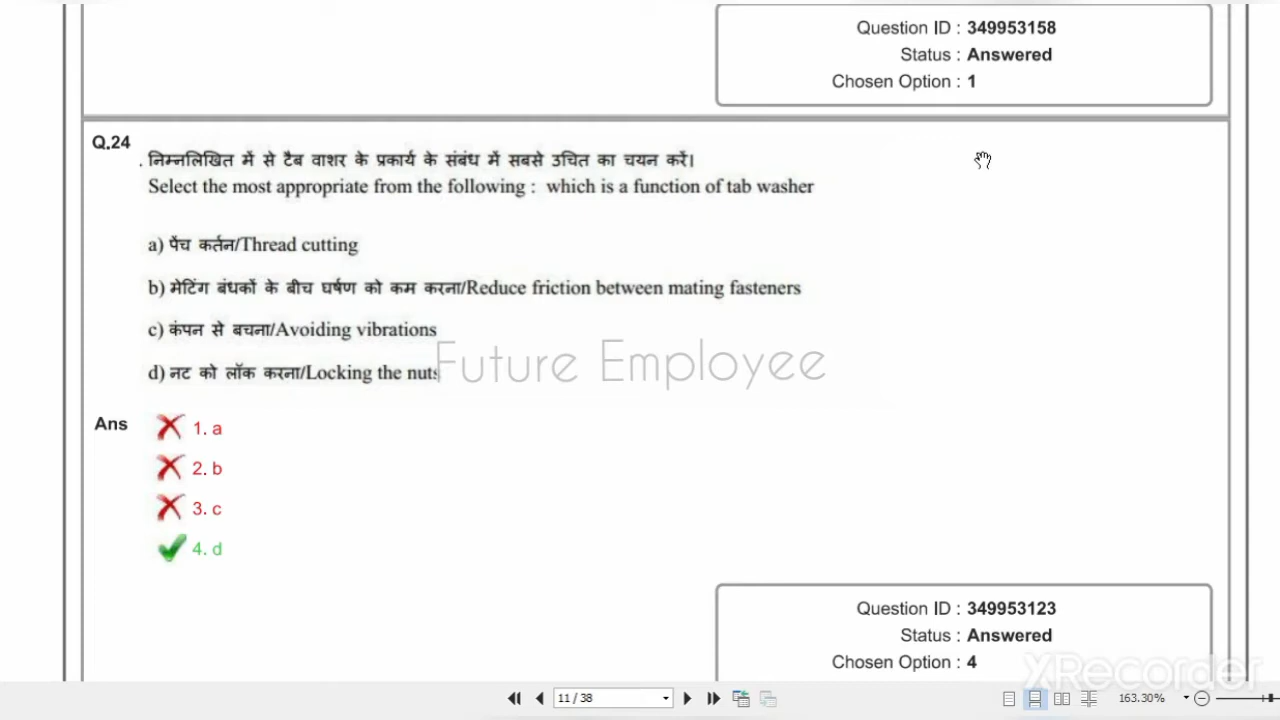 Question ID : 349953158
Status : Answered
Chosen Option : 1
Q.24
. निम्नलिखित में से टैब वाशर के प्रकार्य के संबंध में सबसे उचित का चयन करें।
Select the most appropriate from the following : which is a function of tab washer
a) पेंच कर्तन/Thread cutting
b) मेटिंग बंधकों के बीच घर्षण को कम करना/Reduce friction between mating fasteners
c) कंपन से बचना/Avoiding vibrations
d) नट को लॉक करना/Locking the nuts
Future Employee
Ans
1. a
2. b
3. c
4. d
Question ID : 349953123
Status : Answered
Chosen Option : 4
XRecorder
11 / 38
163.30%